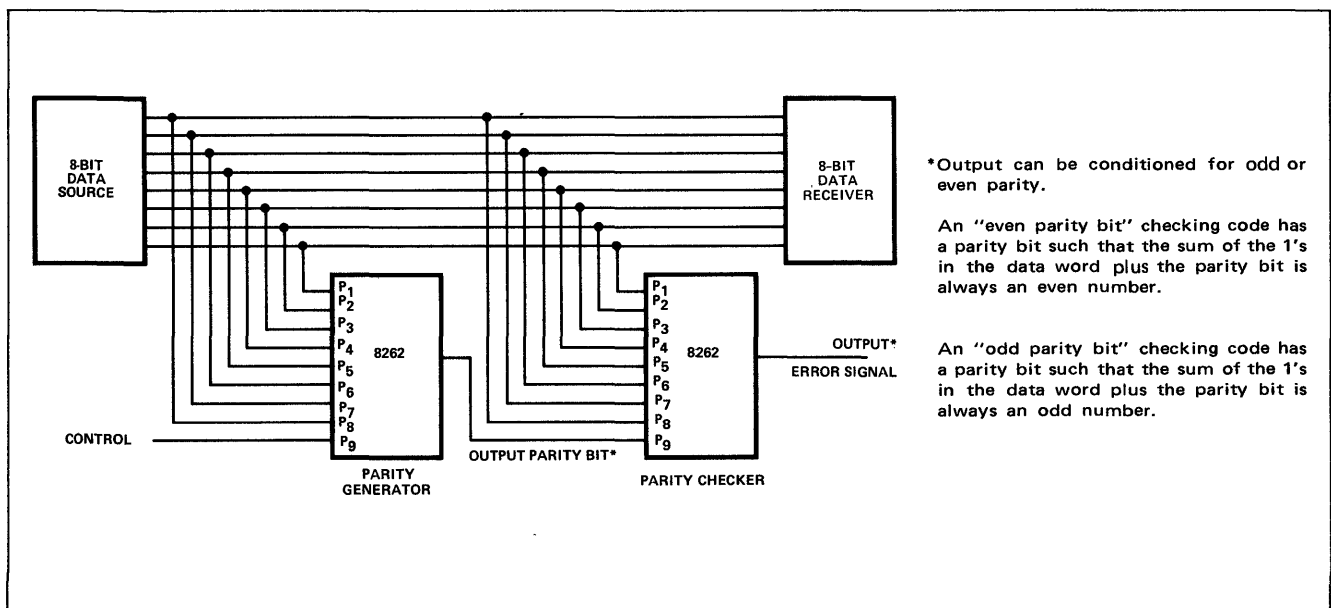 8-BIT
DATA
SOURCE
8-BIT
DATA
RECEIVER
P1
P2
P3
P4
P5
P6
P7
P8
P9
8262
CONTROL
PARITY
GENERATOR
OUTPUT PARITY BIT*
P1
P2
P3
P4
P5
P6
P7
P8
P9
8262
PARITY CHECKER
OUTPUT*
ERROR SIGNAL
*Output can be conditioned for odd or
even parity.
An "even parity bit" checking code has
a parity bit such that the sum of the 1's
in the data word plus the parity bit is
always an even number.
An "odd parity bit" checking code has
a parity bit such that the sum of the 1's
in the data word plus the parity bit is
always an odd number.